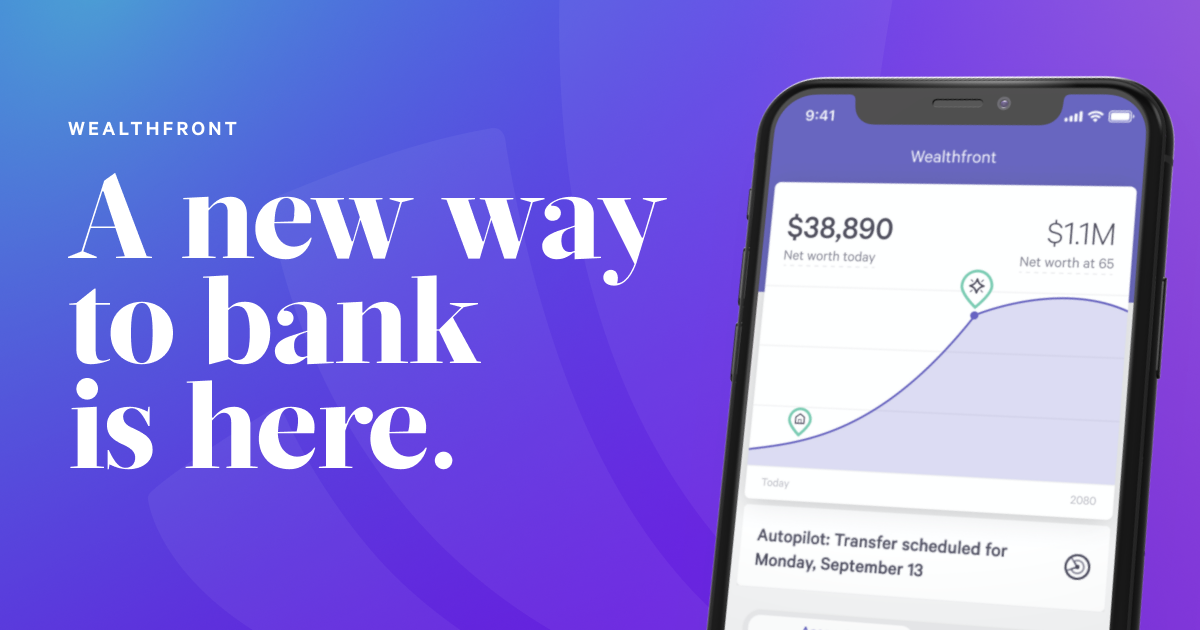 WEALTHFRONT
A new way
to bank
is here.
9:41
Wealthfront
$38,890
Net worth today
$1.1M
Net worth at 65
Today
2080
Autopilot: Transfer scheduled for
Monday, September 13